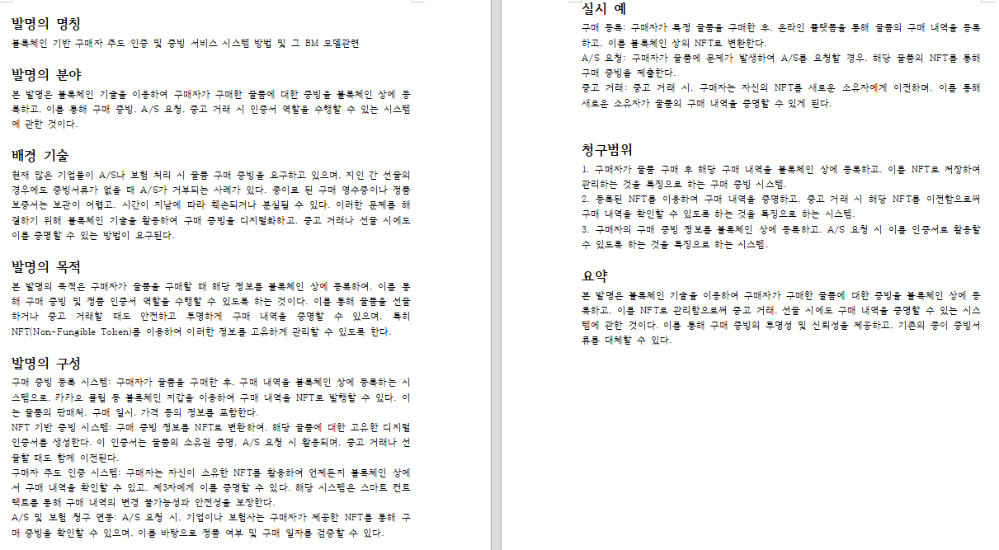 발명의 명칭
블록체인 기반 구매자 주도 인증 및 증빙 서비스 시스템 방법 및 그 BM 모델관련
발명의 분야
본 발명은 블록체인 기술을 이용하여 구매자가 구매한 물품에 대한 증빙을 블록체인 상에 등
록하고, 이를 통해 구매 증빙, A/S 요청, 중고 거래 시 인증서 역할을 수행할 수 있는 시스템
에 관한 것이다.
배경 기술
현재 많은 기업들이 A/S나 보험 처리 시 물품 구매 증빙을 요구하고 있으며, 지인 간 선물의
경우에도 증빙서류가 없을 때 A/S가 거부되는 사례가 있다. 종이로 된 구매 영수증이나 정품
보증서는 보관이 어렵고, 시간이 지남에 따라 훼손되거나 분실될 수 있다. 이러한 문제를 해
결하기 위해 블록체인 기술을 활용하여 구매 증빙을 디지털화하고, 중고 거래나 선물 시에도
이를 증명할 수 있는 방법이 요구된다.
발명의 목적
본 발명의 목적은 구매자가 물품을 구매할 때 해당 정보를 블록체인 상에 등록하여, 이를 통
해 구매 증빙 및 정품 인증서 역할을 수행할 수 있도록 하는 것이다. 이를 통해 물품을 선물
하거나 중고 거래할 때도 안전하고 투명하게 구매 내역을 증명할 수 있으며, 특히
NFT(Non-Fungible Token)를 이용하여 이러한 정보를 고유하게 관리할 수 있도록 한다.
발명의 구성
구매 증빙 등록 시스템: 구매자가 물품을 구매한 후, 구매 내역을 블록체인 상에 등록하는 시
스템으로, 카카오 클립 등 블록체인 지갑을 이용하여 구매 내역을 NFT로 발행할 수 있다. 이
는 물품의 판매처, 구매 일시, 가격 등의 정보를 포함한다.
NFT 기반 증빙 시스템: 구매 증빙 정보를 NFT로 변환하여, 해당 물품에 대한 고유한 디지털
인증서를 생성한다. 이 인증서는 물품의 소유권 증명, A/S 요청 시 활용되며, 중고 거래나 선
물할 때도 함께 이전된다.
구매자 주도 인증 시스템: 구매자는 자신이 소유한 NFT를 활용하여 언제든지 블록체인 상에
서 구매 내역을 확인할 수 있고, 제3자에게 이를 증명할 수 있다. 해당 시스템은 스마트 컨트
랙트를 통해 구매 내역의 변경 불가능성과 안전성을 보장한다.
A/S 및 보험 청구 연동: A/S 요청 시, 기업이나 보험사는 구매자가 제공한 NFT를 통해 구
매 증빙을 확인할 수 있으며, 이를 바탕으로 정품 여부 및 구매 일자를 검증할 수 있다.
실시 예
구매 등록: 구매자가 특정 물품을 구매한 후, 온라인 플랫폼을 통해 물품의 구매 내역을 등록
하고, 이를 블록체인 상의 NFT로 변환한다.
A/S 요청: 구매자가 물품에 문제가 발생하여 A/S를 요청할 경우, 해당 물품의 NFT를 통해
구매 증빙을 제출한다.
중고 거래: 중고 거래 시, 구매자는 자신의 NFT를 새로운 소유자에게 이전하며, 이를 통해
새로운 소유자가 물품의 구매 내역을 증명할 수 있게 된다.
청구범위
1. 구매자가 물품 구매 후 해당 구매 내역을 블록체인 상에 등록하고, 이를 NFT로 저장하여
관리하는 것을 특징으로 하는 구매 증빙 시스템.
2. 등록된 NFT를 이용하여 구매 내역을 증명하고, 중고 거래 시 해당 NFT를 이전함으로써
구매 내역을 확인할 수 있도록 하는 것을 특징으로 하는 시스템.
3. 구매자의 구매 증빙 정보를 블록체인 상에 등록하고, A/S 요청 시 이를 인증서로 활용할
수 있도록 하는 것을 특징으로 하는 시스템.
요약
본 발명은 블록체인 기술을 이용하여 구매자가 구매한 물품에 대한 증빙을 블록체인 상에 등
록하고, 이를 NFT로 관리함으로써 중고 거래, 선물 시에도 구매 내역을 증명할 수 있는 시스
템에 관한 것이다. 이를 통해 구매 증빙의 투명성 및 신뢰성을 제공하고, 기존의 종이 증빙서
류를 대체할 수 있다.